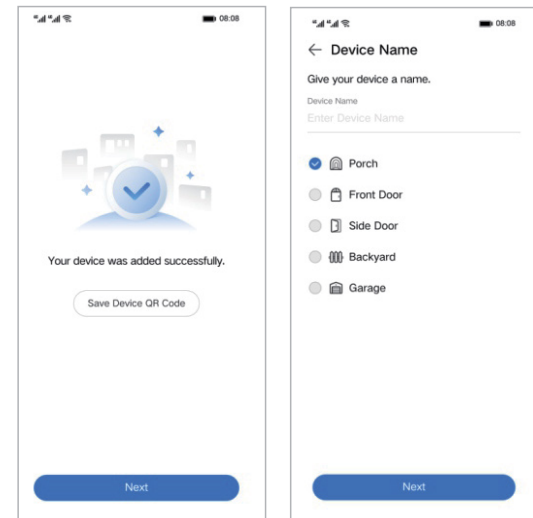 08:08
Your device was added successfully.
Save Device QR Code
Next
08:08
Device Name
Give your device a name.
Device Name
Enter Device Name
Porch
Front Door
Side Door
Backyard
Garage
Next